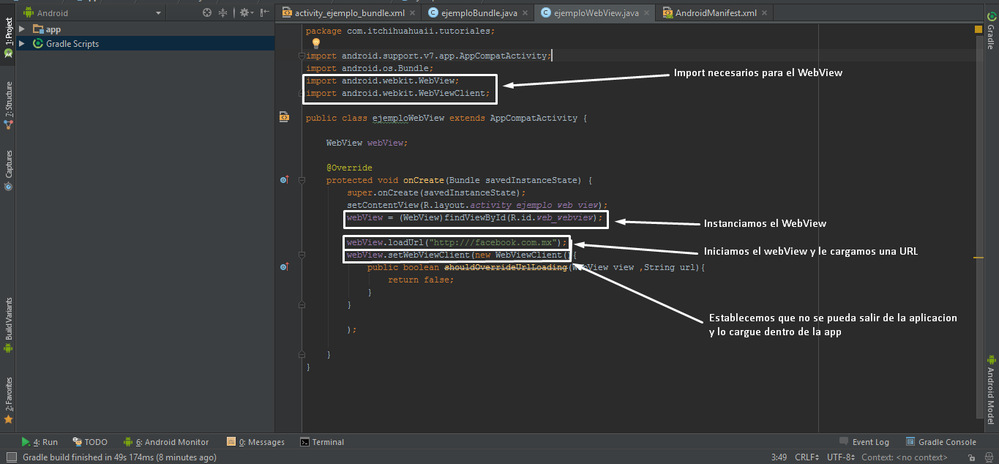 Android
activity_ejemplo_bundle.xml
ejemploBundle.java
ejemploWebView.java
AndroidManifest.xml
1: Project
7: Structure
Captures
Build Variants
2: Favorites
app
Gradle Scripts
package com.itchihuahuaii.tutoriales;
import android.support.v7.app.AppCompatActivity;
import android.os.Bundle;
import android.webkit.WebView;
import android.webkit.WebViewClient;
Import necesarios para el WebView
public class ejemploWebView extends AppCompatActivity {
WebView webView;
@Override
protected void onCreate(Bundle savedInstanceState) {
super.onCreate(savedInstanceState);
setContentView(R.layout.activity_ejemplo_web_view);
webView = (WebView)findViewById(R.id.web_webview);
Instanciamos el WebView
webView.loadUrl("http:///facebook.com.mx");
Iniciamos el webView y le cargamos una URL
webView.setWebViewClient(new WebViewClient(){
public boolean shouldOverrideUrlLoading(WebView view ,String url){
return false;
}
}
Establecemos que no se pueda salir de la aplicacion
y lo cargue dentro de la app
);
}
}
Gradle
Android Model
4: Run
TODO
6: Android Monitor
0: Messages
Terminal
Event Log
Gradle Console
Gradle build finished in 49s 174ms (8 minutes ago)
3:49
CRLF
UTF-8
Context: <no context>